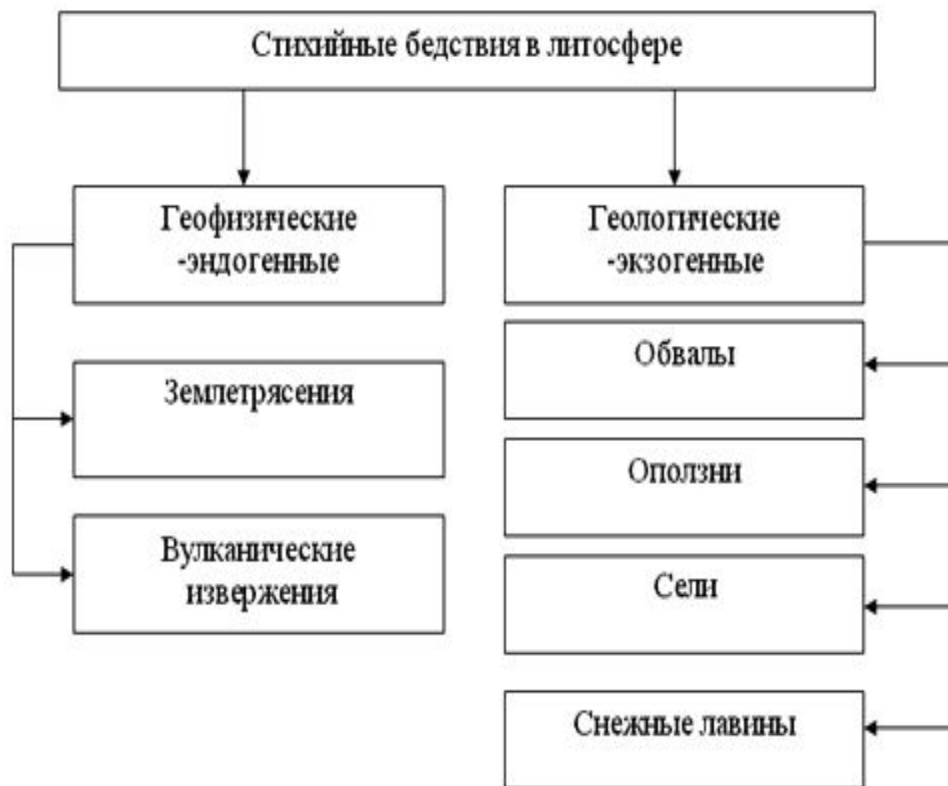 Стихийные бедствия в литосфере
Геофизические
-эндогенные
Землетрясения
Вулканические
извержения
Геологические
-экзогенные
Обвалы
Оползни
Сели
Снежные лавины